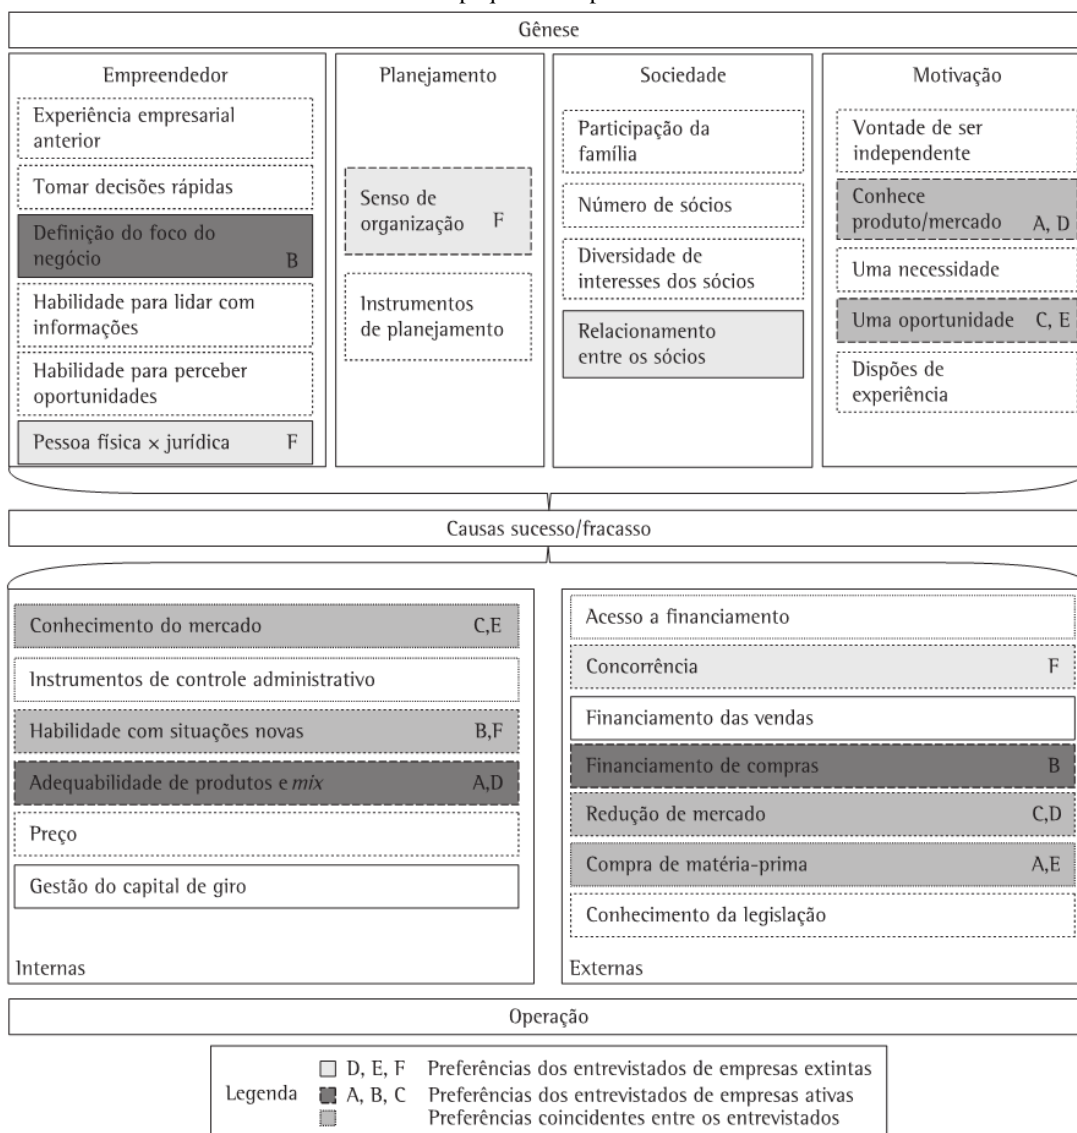 Gênese
Empreendedor
Experiência empresarial
anterior
Tomar decisões rápidas
Definição do foco do
negócio B
Habilidade para lidar com
informações
Habilidade para perceber
oportunidades
Pessoa física × jurídica F
Planejamento
Senso de
organização F
Instrumentos
de planejamento
Sociedade
Participação da
família
Número de sócios
Diversidade de
interesses dos sócios
Relacionamento
entre os sócios
Motivação
Vontade de ser
independente
Conhece
produto/mercado A, D
Uma necessidade
Uma oportunidade C, E
Dispões de
experiência
Causas sucesso/fracasso
Conhecimento do mercado C,E
Instrumentos de controle administrativo
Habilidade com situações novas B,F
Adequabilidade de produtos e mix A,D
Preço
Gestão do capital de giro
Internas
Acesso a financiamento
Concorrência F
Financiamento das vendas
Financiamento de compras B
Redução de mercado C,D
Compra de matéria-prima A,E
Conhecimento da legislação
Externas
Operação
Legenda
D, E, F Preferências dos entrevistados de empresas extintas
A, B, C Preferências dos entrevistados de empresas ativas
Preferências coincidentes entre os entrevistados